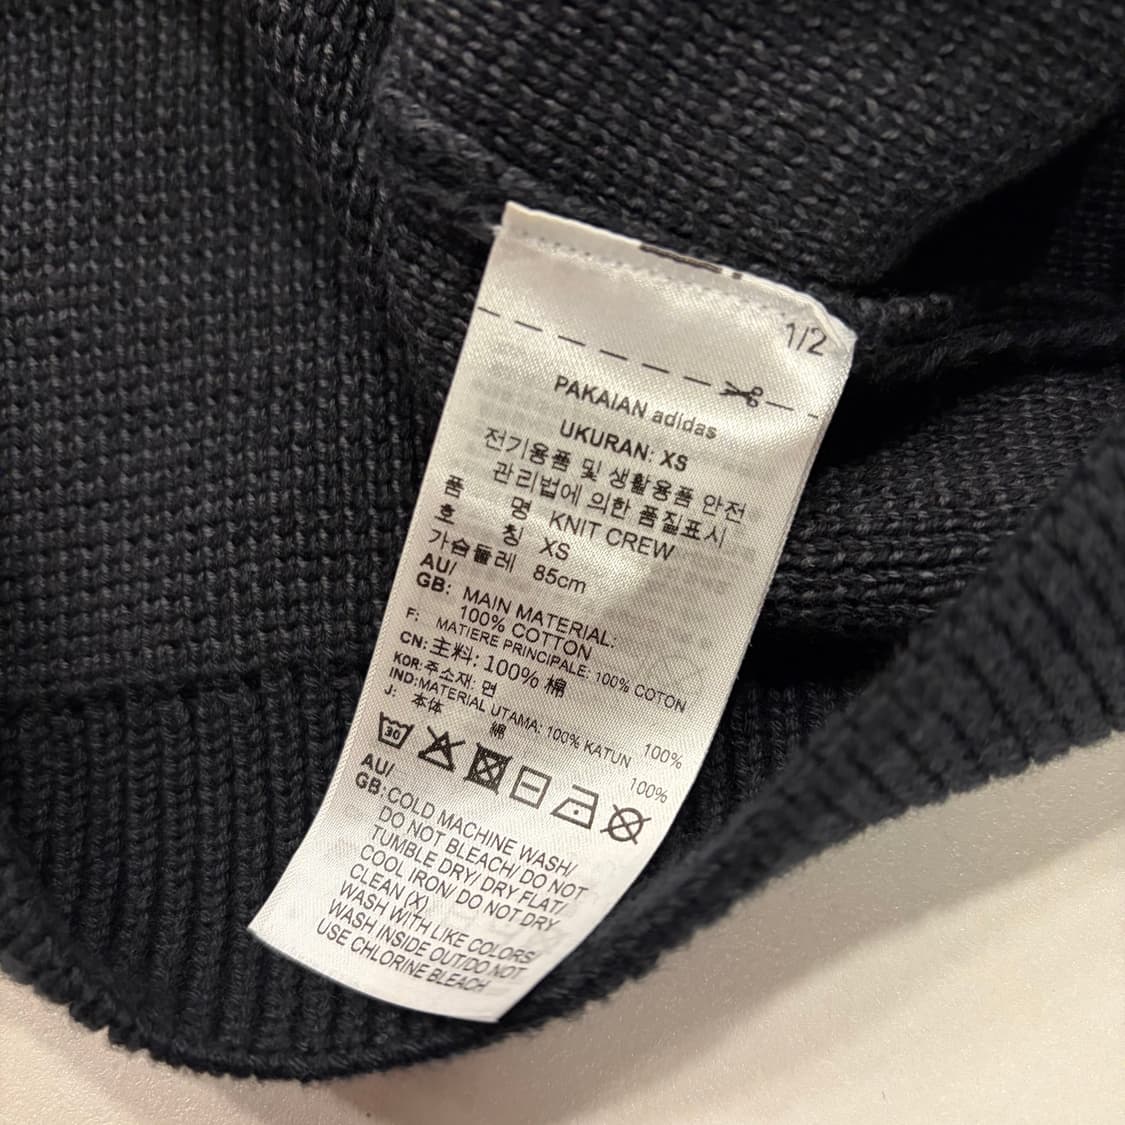 1/2
PAKAIAN adidas
UKURAN: XS
전기용품 및 생활용품 안전
관리법에 의한 품질표시
품 명 KNIT CREW
호 칭 XS
가슴둘레 85cm
AU/
GB: MAIN MATERIAL:
100% COTTON
F: MATIERE PRINCIPALE: 100% COTON
CN: 主料: 100% 棉
KOR: 주소재: 면 100%
IND: MATERIAL UTAMA: 100% KATUN
J: 本体 綿 100%
30
AU/
GB: COLD MACHINE WASH/
DO NOT BLEACH/ DO NOT
TUMBLE DRY/ DRY FLAT/
COOL IRON/ DO NOT DRY
CLEAN (X)
WASH WITH LIKE COLORS/
WASH INSIDE OUT/DO NOT
USE CHLORINE BLEACH